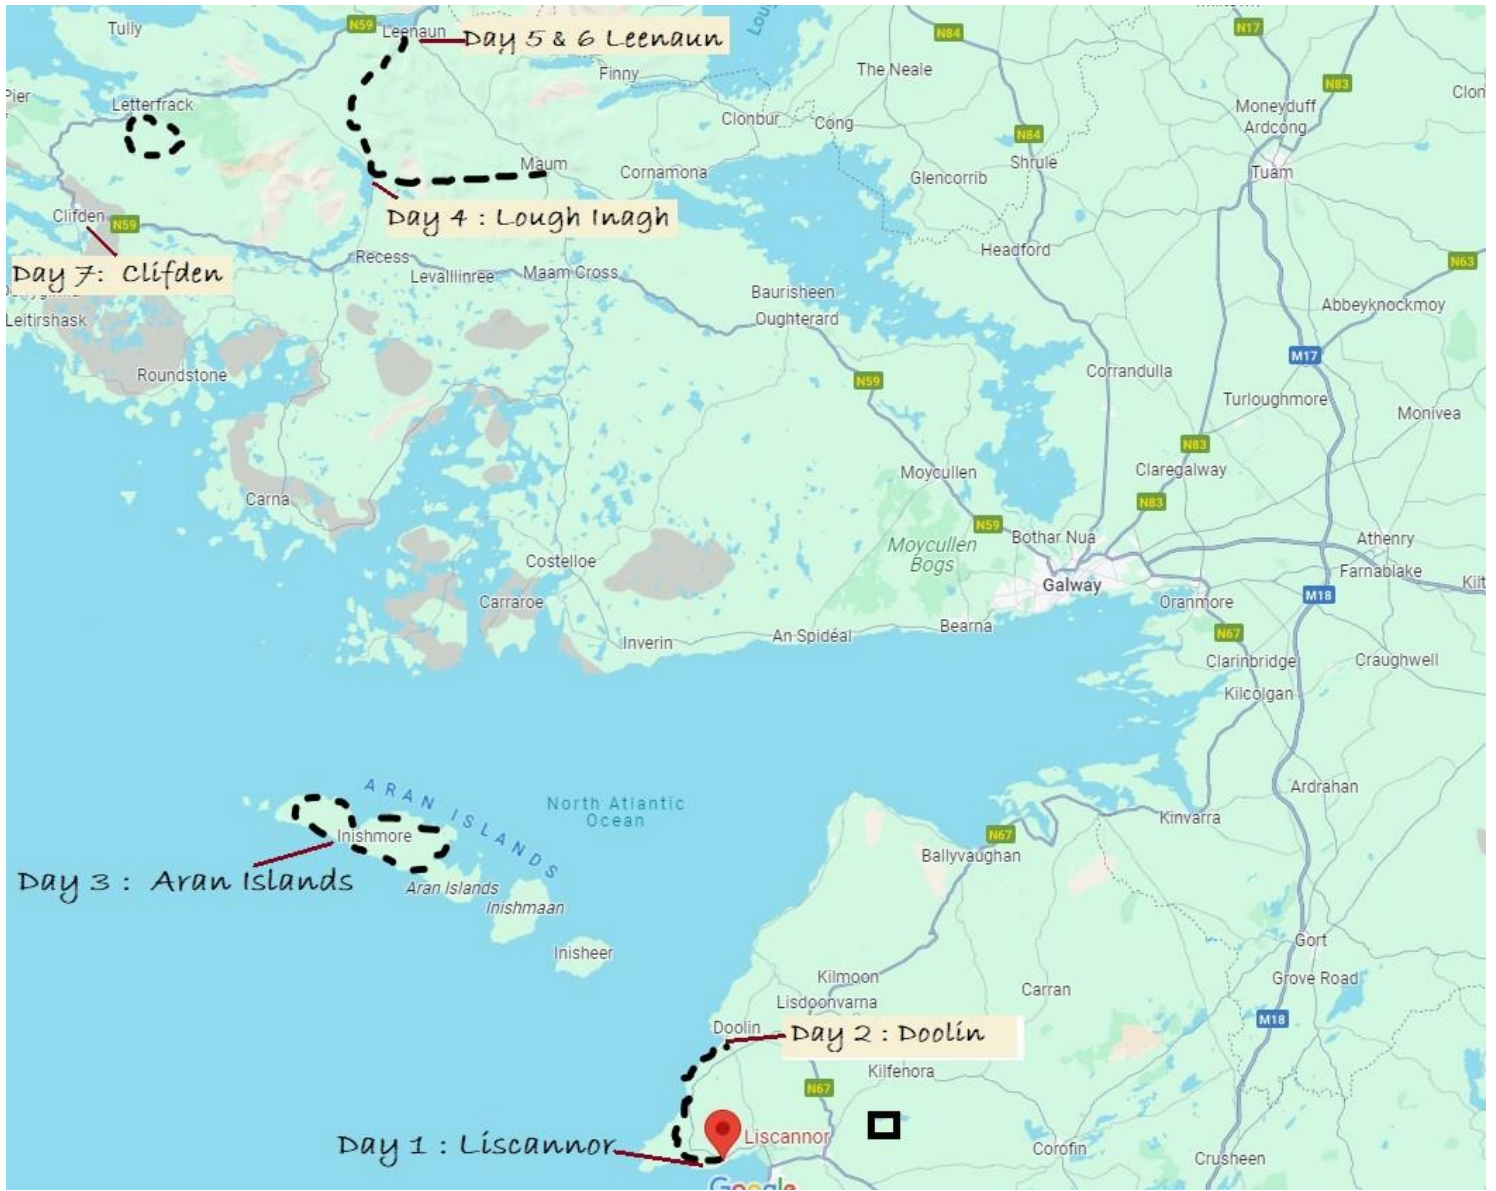 Tully
N59
Leenaun
Day 5 & 6 Leenaun
N84
N17
The Neale
N83
Finny
Letterfrack
Clonbur
Cong
Moneyduff
Ardcong
N84
Shrule
Maum
Cornamona
Glencorrib
Tuam
Clifden
N59
Day 4 : Lough Inagh
Day 7: Clifden
Recess
Levalllinree
Maam Cross
Headford
N63
Baurisheen
Oughterard
Abbeyknockmoy
Leitirshask
Roundstone
N59
M17
Corrandulla
Turloughmore
Monivea
N83
Moycullen
Claregalway
Carna
N83
N59
Bothar Nua
Moycullen
Bogs
Athenry
Costelloe
Farnablake
Galway
Carraroe
Oranmore
M18
Bearna
An Spidéal
Inverin
N67
Clarinbridge
Craughwell
Kilcolgan
ARAN ISLANDS
North Atlantic
Ocean
Ardrahan
Kinvarra
Inishmore
N67
Ballyvaughan
Day 3 : Aran Islands
Aran Islands
Inishmaan
Inisheer
Gort
Kilmoon
Grove Road
Carran
Lisdoonvarna
Doolin
Day 2 : Doolin
M18
Kilfenora
N67
Day 1 : Liscannor
Liscannor
Corofin
Crusheen
Google